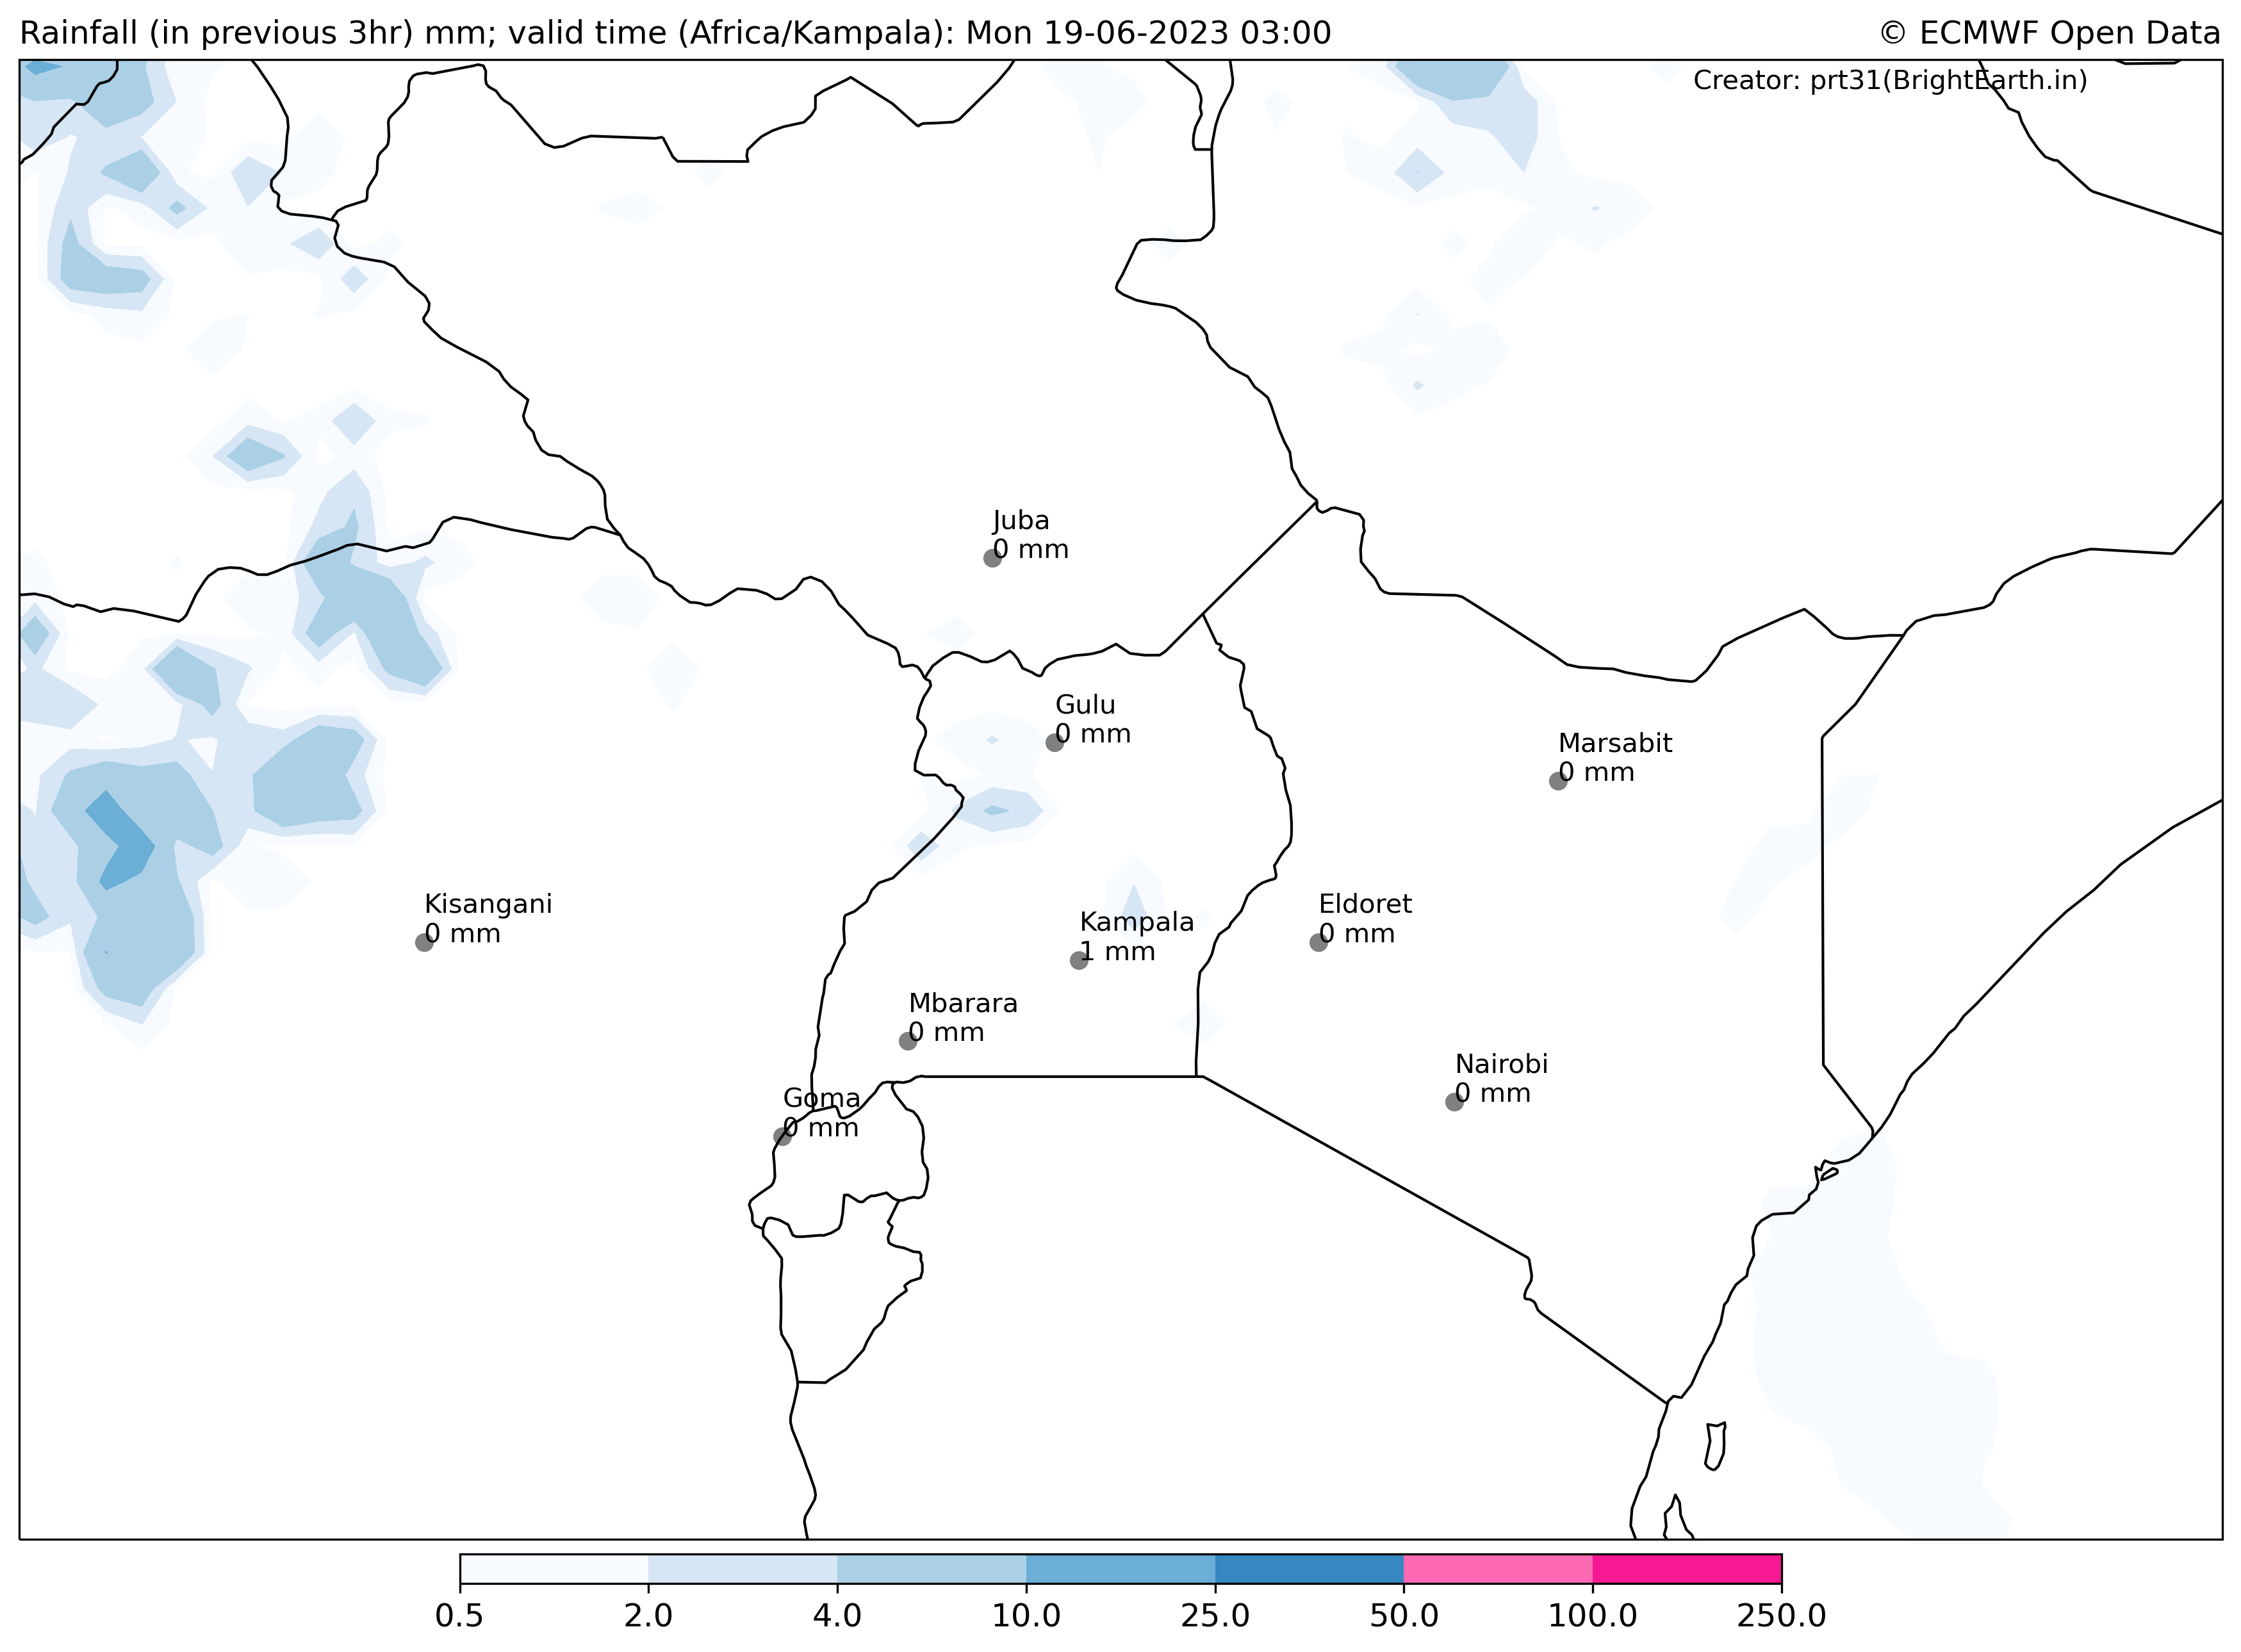 Rainfall (in previous 3hr) mm; valid time (Africa/Kampala): Mon 19-06-2023 03:00
© ECMWF Open Data
Creator: prt31(BrightEarth.in)
Juba
0 mm
Gulu
0 mm
Marsabit
0 mm
Kisangani
0 mm
Kampala
1 mm
Eldoret
0 mm
Mbarara
0 mm
Nairobi
0 mm
Goma
0 mm
0.5 2.0 4.0 10.0 25.0 50.0 100.0 250.0